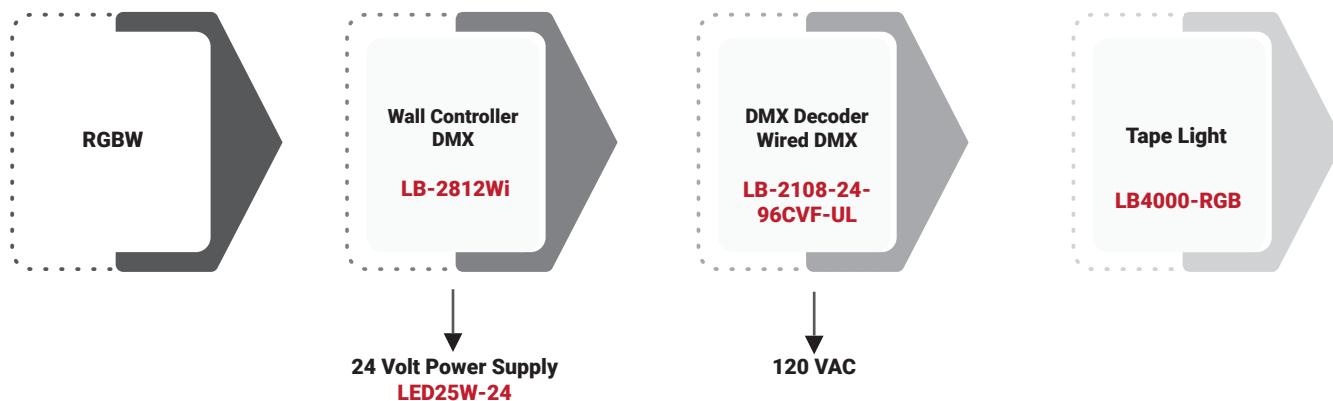 RGBW
Wall Controller
DMX
LB-2812Wi
DMX Decoder
Wired DMX
LB-2108-24-
96CVF-UL
Tape Light
LB4000-RGB
24 Volt Power Supply
LED25W-24
120 VAC